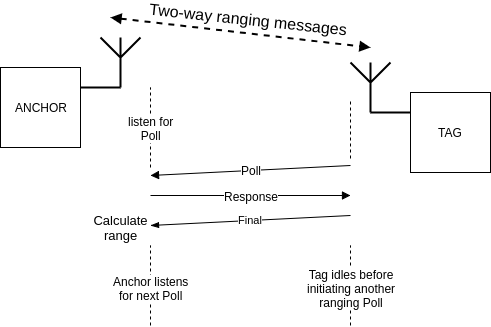 Two-way ranging messages
ANCHOR
TAG
listen for
Poll
Poll
Response
Final
Calculate
range
Anchor listens
for next Poll
Tag idles before
initiating another
ranging Poll